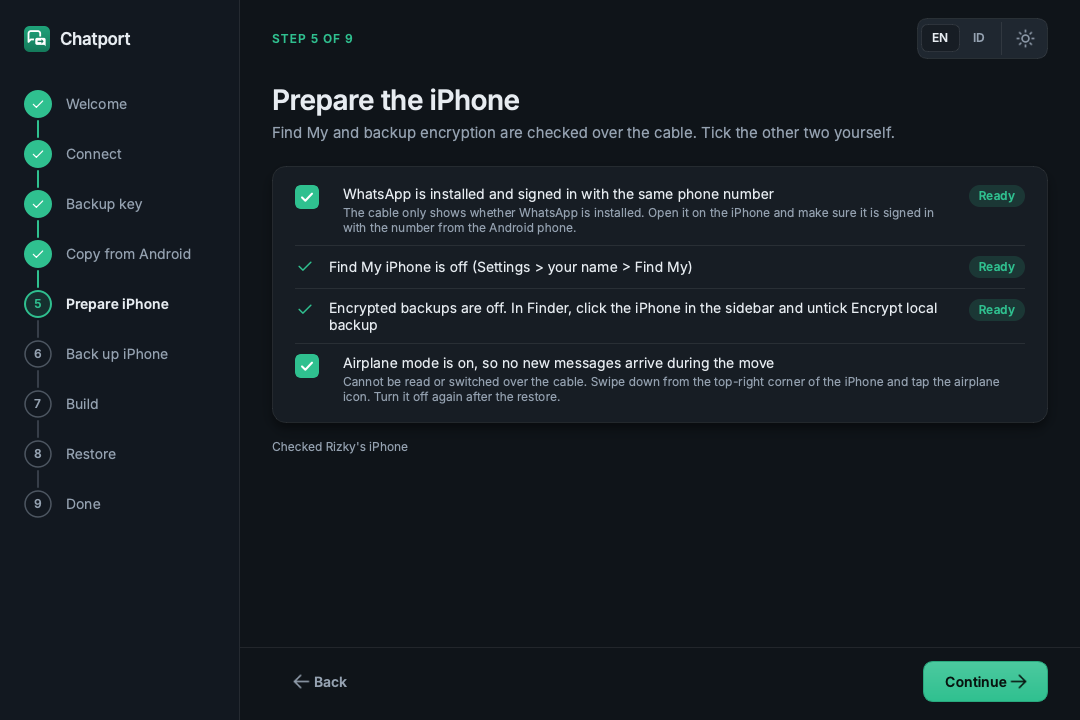 Chatport
Welcome
Connect
Backup key
Copy from Android
5 Prepare iPhone
6 Back up iPhone
7 Build
8 Restore
9 Done
STEP 5 OF 9
EN ID
Prepare the iPhone
Find My and backup encryption are checked over the cable. Tick the other two yourself.
WhatsApp is installed and signed in with the same phone number
Ready
The cable only shows whether WhatsApp is installed. Open it on the iPhone and make sure it is signed in
with the number from the Android phone.
Find My iPhone is off (Settings > your name > Find My)
Ready
Encrypted backups are off. In Finder, click the iPhone in the sidebar and untick Encrypt local
backup
Ready
Airplane mode is on, so no new messages arrive during the move
Cannot be read or switched over the cable. Swipe down from the top-right corner of the iPhone and tap the airplane
icon. Turn it off again after the restore.
Checked Rizky's iPhone
Back
Continue